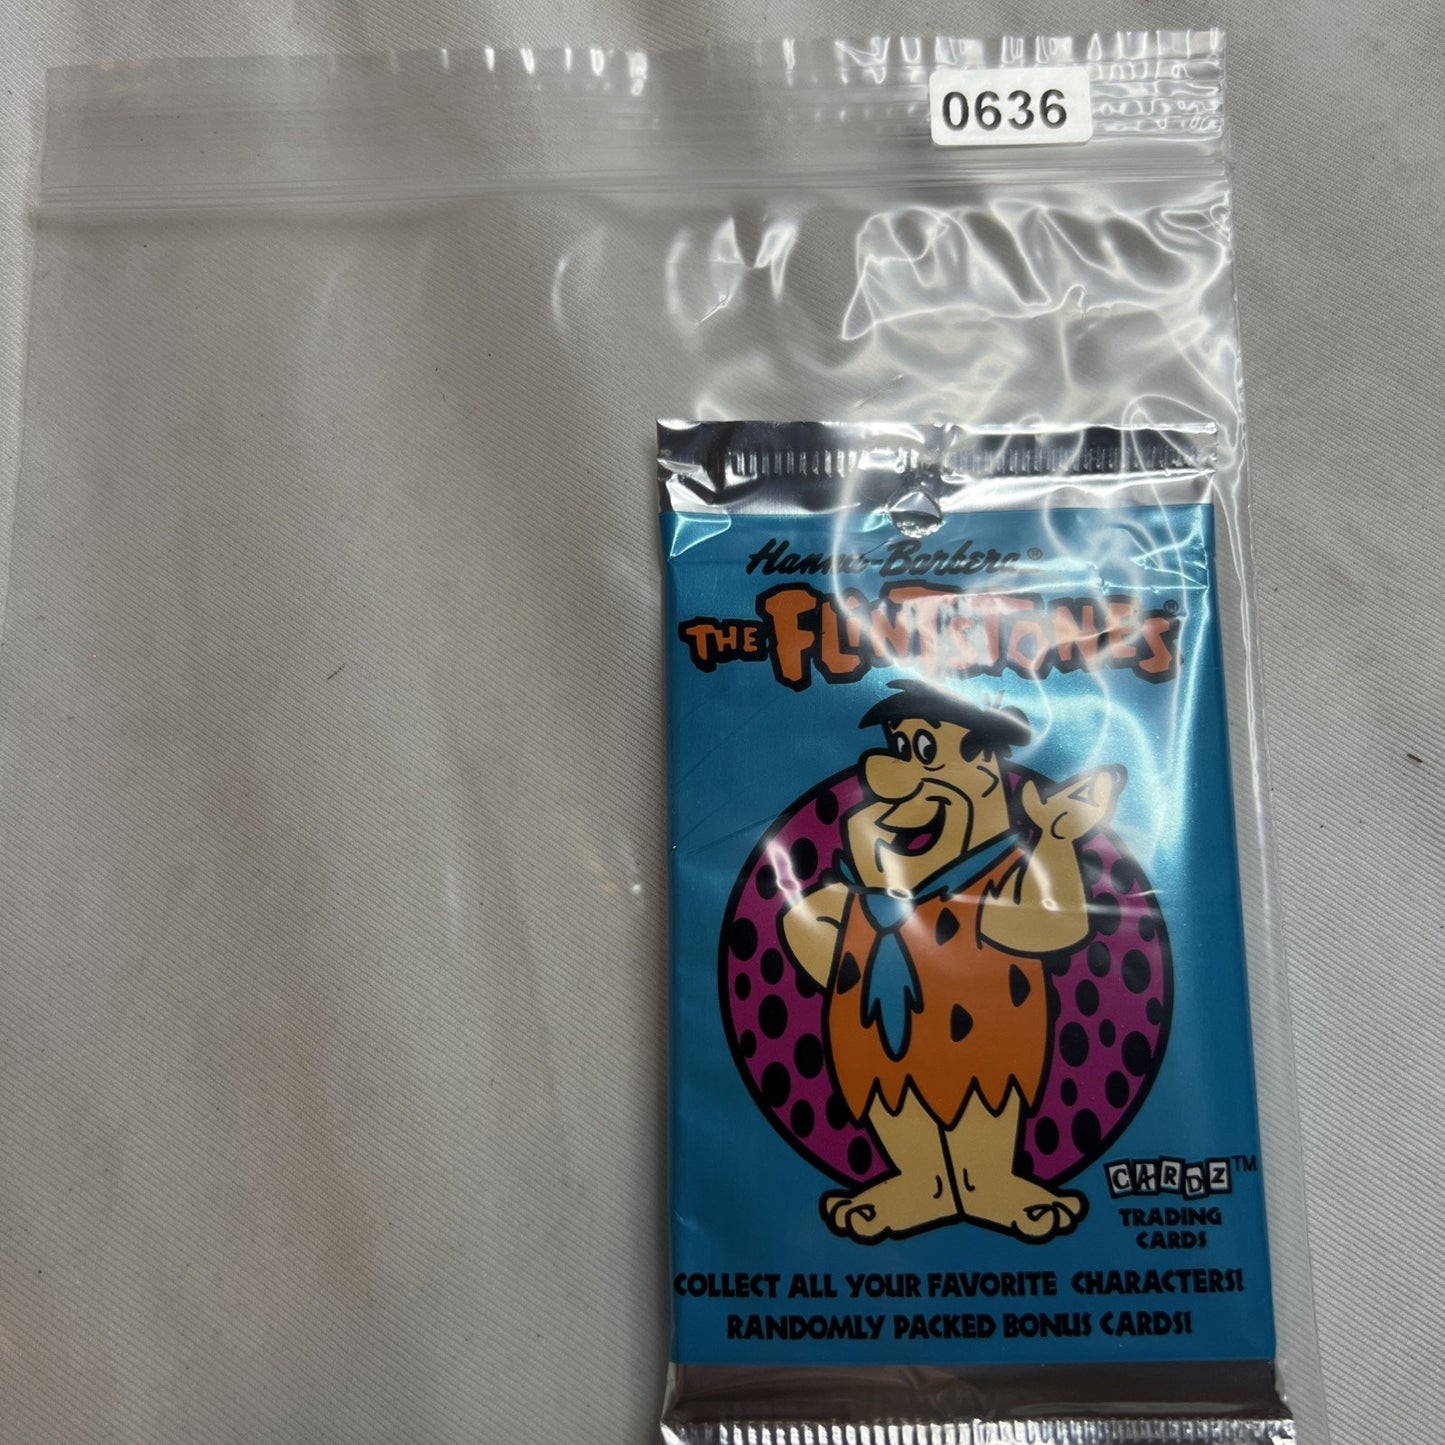 0636
Hanna-Barbera®
THE FLINTSTONES®
CARDZ™
TRADING
CARDS
COLLECT ALL YOUR FAVORITE CHARACTERS!
RANDOMLY PACKED BONUS CARDS!